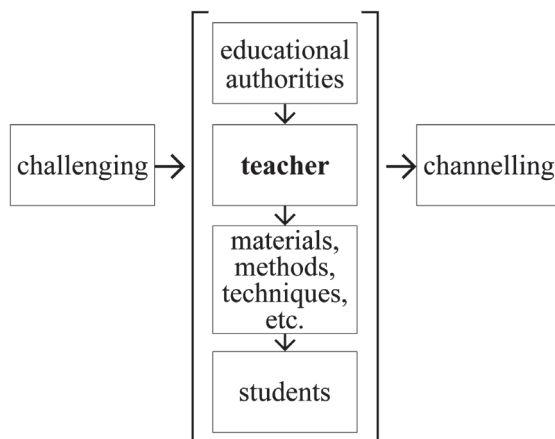 educational
authorities
challenging
teacher
channelling
materials,
methods,
techniques,
etc.
students